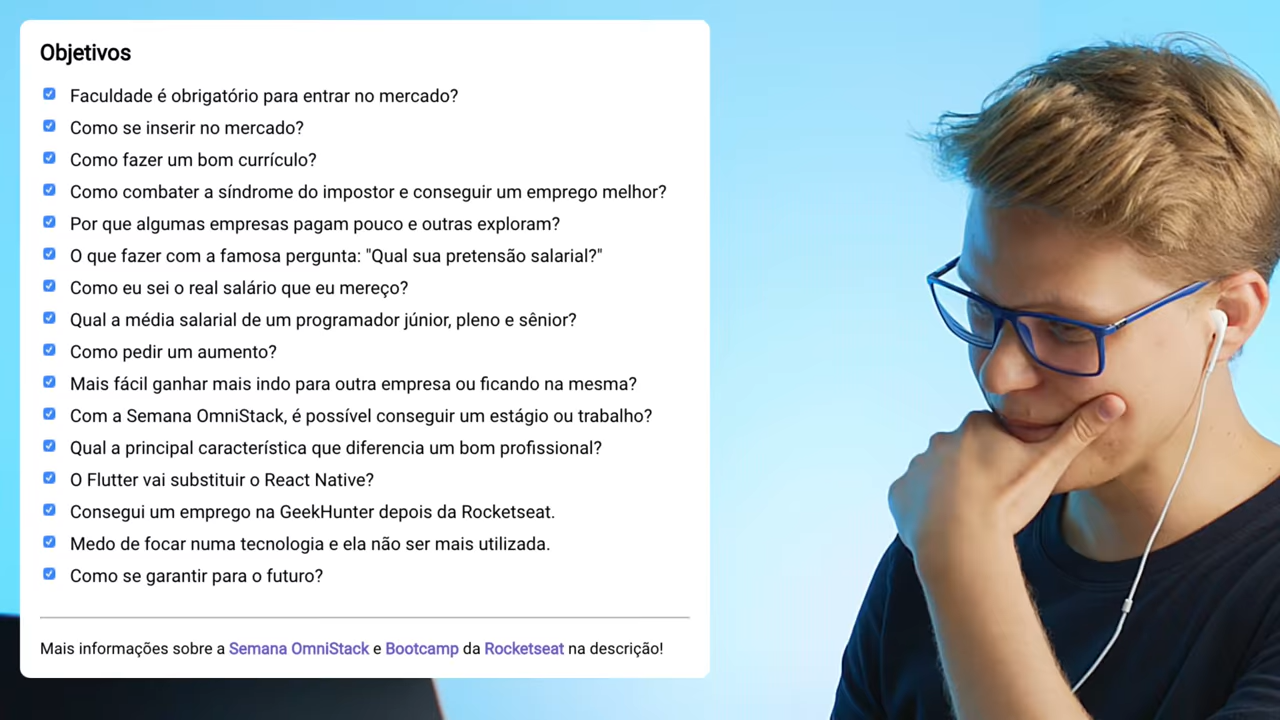 Objetivos
Faculdade é obrigatório para entrar no mercado?
Como se inserir no mercado?
Como fazer um bom currículo?
Como combater a síndrome do impostor e conseguir um emprego melhor?
Por que algumas empresas pagam pouco e outras exploram?
O que fazer com a famosa pergunta: "Qual sua pretensão salarial?"
Como eu sei o real salário que eu mereço?
Qual a média salarial de um programador júnior, pleno e sênior?
Como pedir um aumento?
Mais fácil ganhar mais indo para outra empresa ou ficando na mesma?
Com a Semana OmniStack, é possível conseguir um estágio ou trabalho?
Qual a principal característica que diferencia um bom profissional?
O Flutter vai substituir o React Native?
Consegui um emprego na GeekHunter depois da Rocketseat.
Medo de focar numa tecnologia e ela não ser mais utilizada.
Como se garantir para o futuro?
Mais informações sobre a Semana OmniStack e Bootcamp da Rocketseat na descrição!